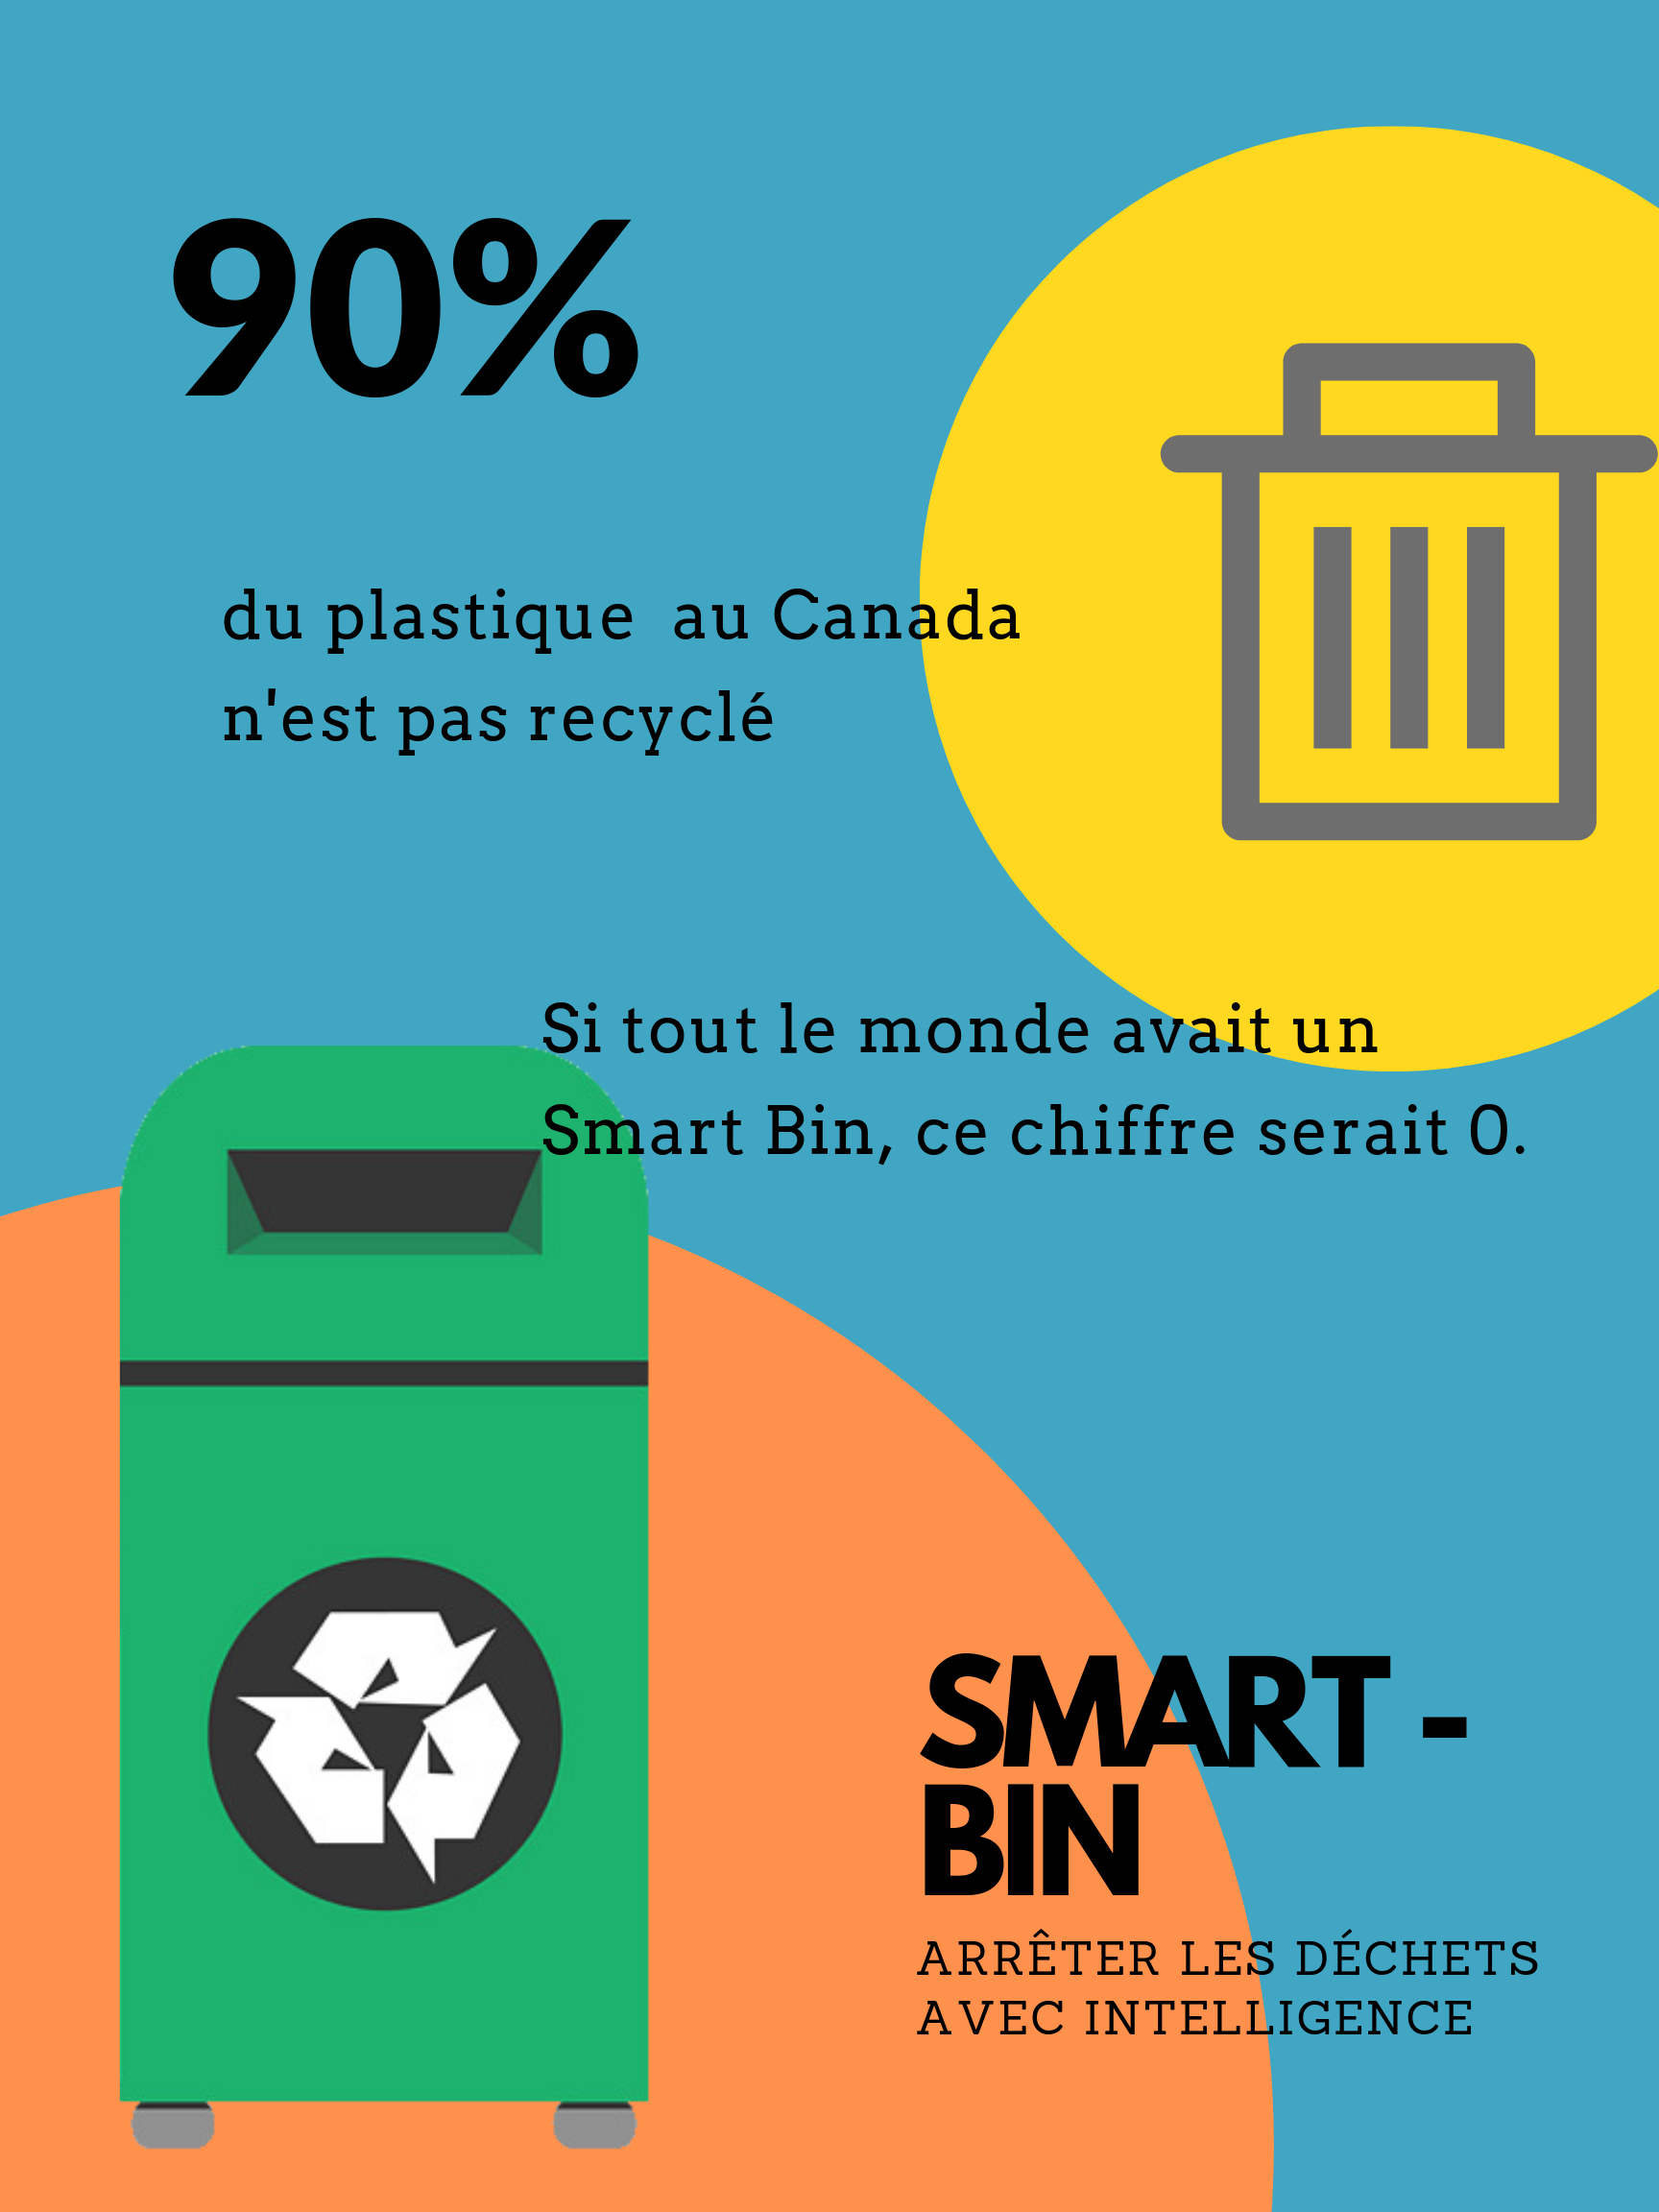 90%
du plastique au Canada
n'est pas recyclé
Si tout le monde avait un
Smart Bin, ce chiffre serait 0.
SMART -
BIN
ARRÊTER LES DÉCHETS
AVEC INTELLIGENCE